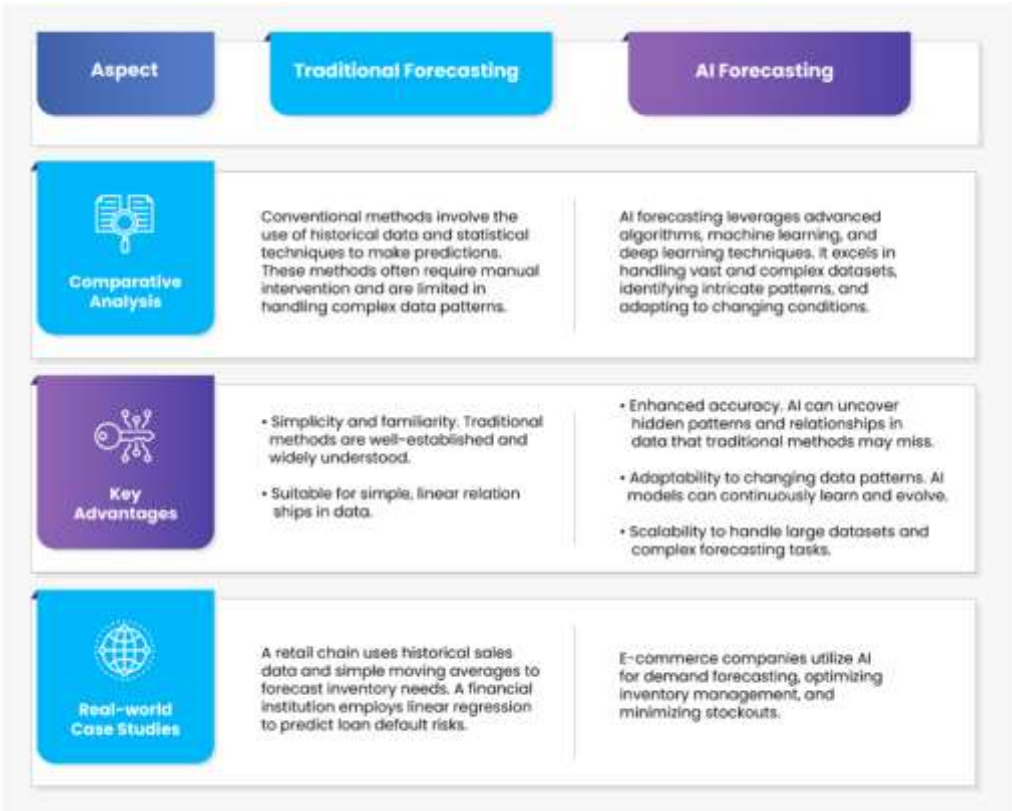 Aspect
Traditional Forecasting
AI Forecasting
Comparative
Analysis
Conventional methods involve the
use of historical data and statistical
techniques to make predictions.
These methods often require manual
intervention and are limited in
handling complex data patterns.
AI forecasting leverages advanced
algorithms, machine learning, and
deep learning techniques. It excels in
handling vast and complex datasets,
identifying intricate patterns, and
adapting to changing conditions.
Key
Advantages
• Simplicity and familiarity. Traditional
methods are well-established and
widely understood.
• Suitable for simple, linear relation
ships in data.
• Enhanced accuracy. AI can uncover
hidden patterns and relationships in
data that traditional methods may miss.
• Adaptability to changing data patterns. AI
models can continuously learn and evolve.
• Scalability to handle large datasets and
complex forecasting tasks.
Real-world
Case Studies
A retail chain uses historical sales
data and simple moving averages to
forecast inventory needs. A financial
institution employs linear regression
to predict loan default risks.
E-commerce companies utilize AI
for demand forecasting, optimizing
inventory management, and
minimizing stockouts.